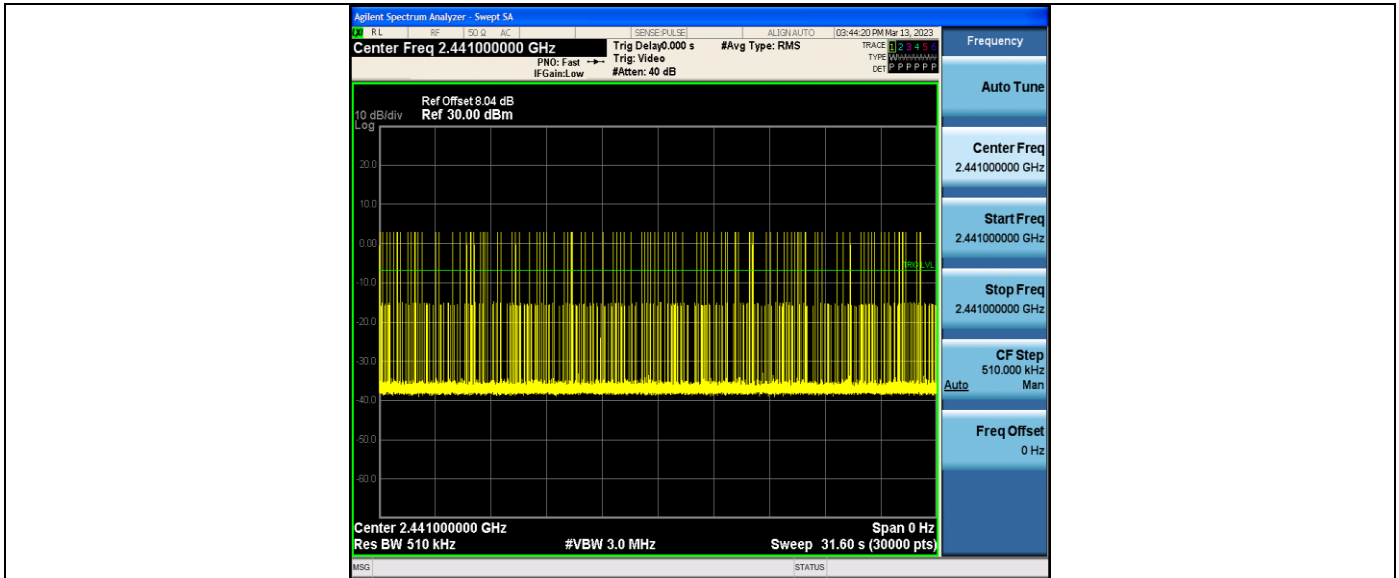 Agilent Spectrum Analyzer - Swept SA
RL RF 50 Ω AC SENSE:PULSE ALIGN AUTO 03:44:20 PM Mar 13, 2023
Center Freq 2.441000000 GHz
PNO: Fast
IFGain:Low
Trig Delay0.000 s
Trig: Video
#Atten: 40 dB
#Avg Type: RMS
TRACE 1 2 3 4 5 6
TYPE
DET P P P P P P
Frequency
Auto Tune
Center Freq
2.441000000 GHz
Start Freq
2.441000000 GHz
Stop Freq
2.441000000 GHz
CF Step
510.000 kHz
Auto Man
Freq Offset
0 Hz
Ref Offset 8.04 dB
10 dB/div Ref 30.00 dBm
Log
20.0
10.0
0.00
TRIG LVL
-10.0
-20.0
-30.0
-40.0
-50.0
-60.0
Center 2.441000000 GHz Span 0 Hz
Res BW 510 kHz #VBW 3.0 MHz Sweep 31.60 s (30000 pts)
MSG STATUS